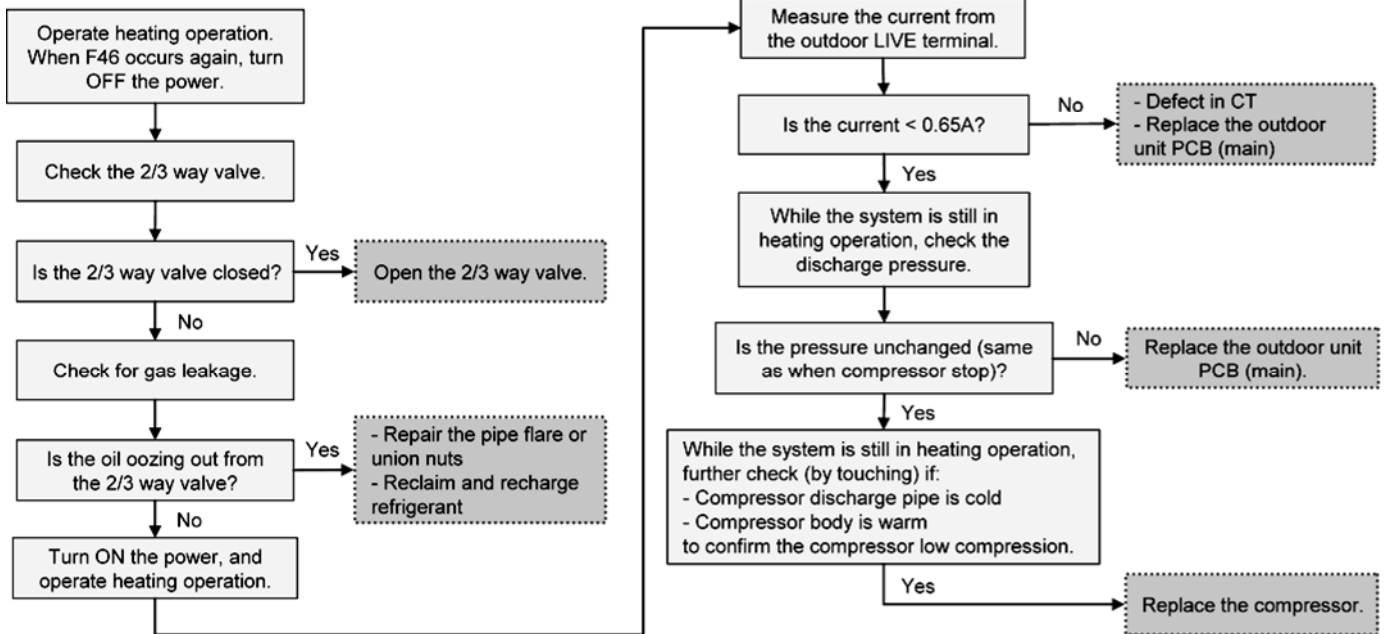 Operate heating operation.
When F46 occurs again, turn
OFF the power.
Check the 2/3 way valve.
Is the 2/3 way valve closed?
Yes
Open the 2/3 way valve.
No
Check for gas leakage.
Is the oil oozing out from
the 2/3 way valve?
Yes
- Repair the pipe flare or
union nuts
- Reclaim and recharge
refrigerant
No
Turn ON the power, and
operate heating operation.
Measure the current from
the outdoor LIVE terminal.
Is the current < 0.65A?
No
- Defect in CT
- Replace the outdoor
unit PCB (main)
Yes
While the system is still in
heating operation, check the
discharge pressure.
Is the pressure unchanged (same
as when compressor stop)?
No
Replace the outdoor unit
PCB (main).
Yes
While the system is still in heating operation,
further check (by touching) if:
- Compressor discharge pipe is cold
- Compressor body is warm
to confirm the compressor low compression.
Yes
Replace the compressor.